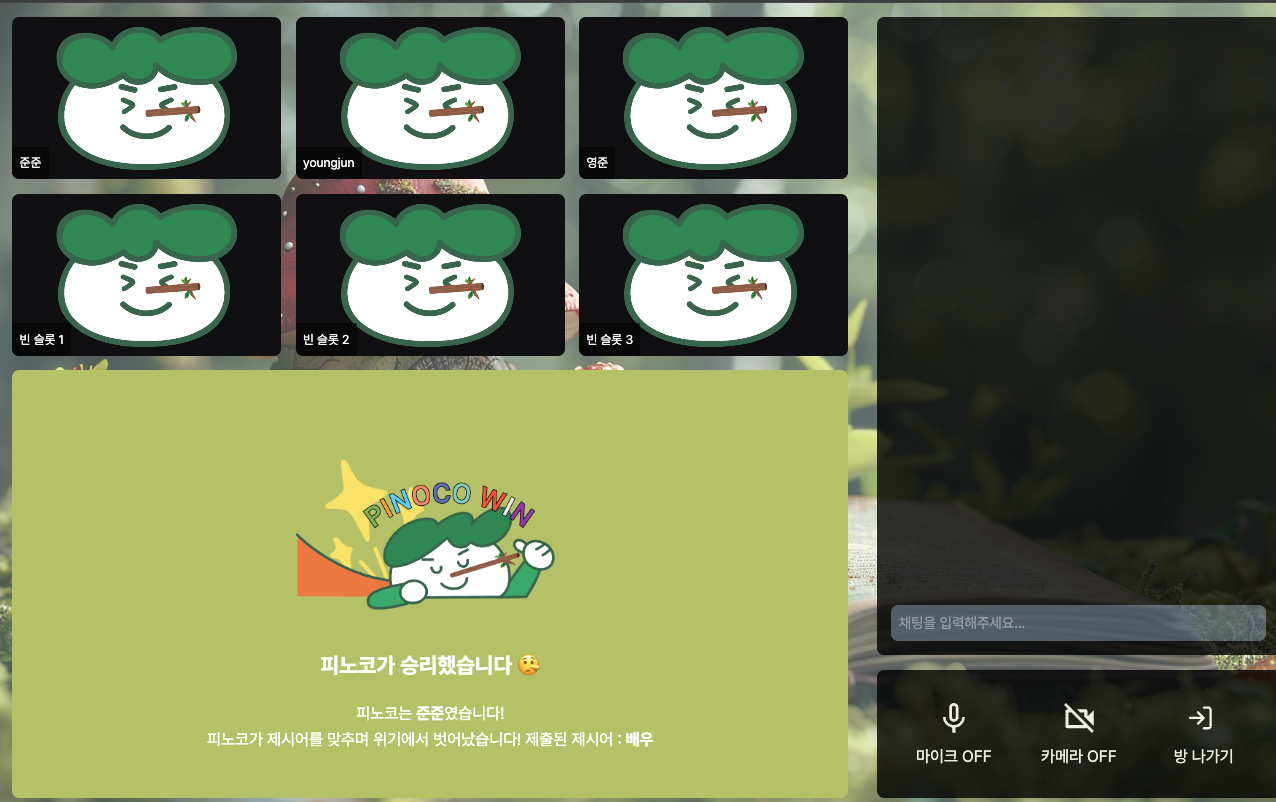 준준
youngjun
영준
빈 슬롯 1
빈 슬롯 2
빈 슬롯 3
PINOCO WIN
피노코가 승리했습니다 🤥
피노코는 준준였습니다!
피노코가 제시어를 맞추며 위기에서 벗어났습니다! 제출된 제시어 : 배우
채팅을 입력해주세요...
마이크 OFF
카메라 OFF
방 나가기